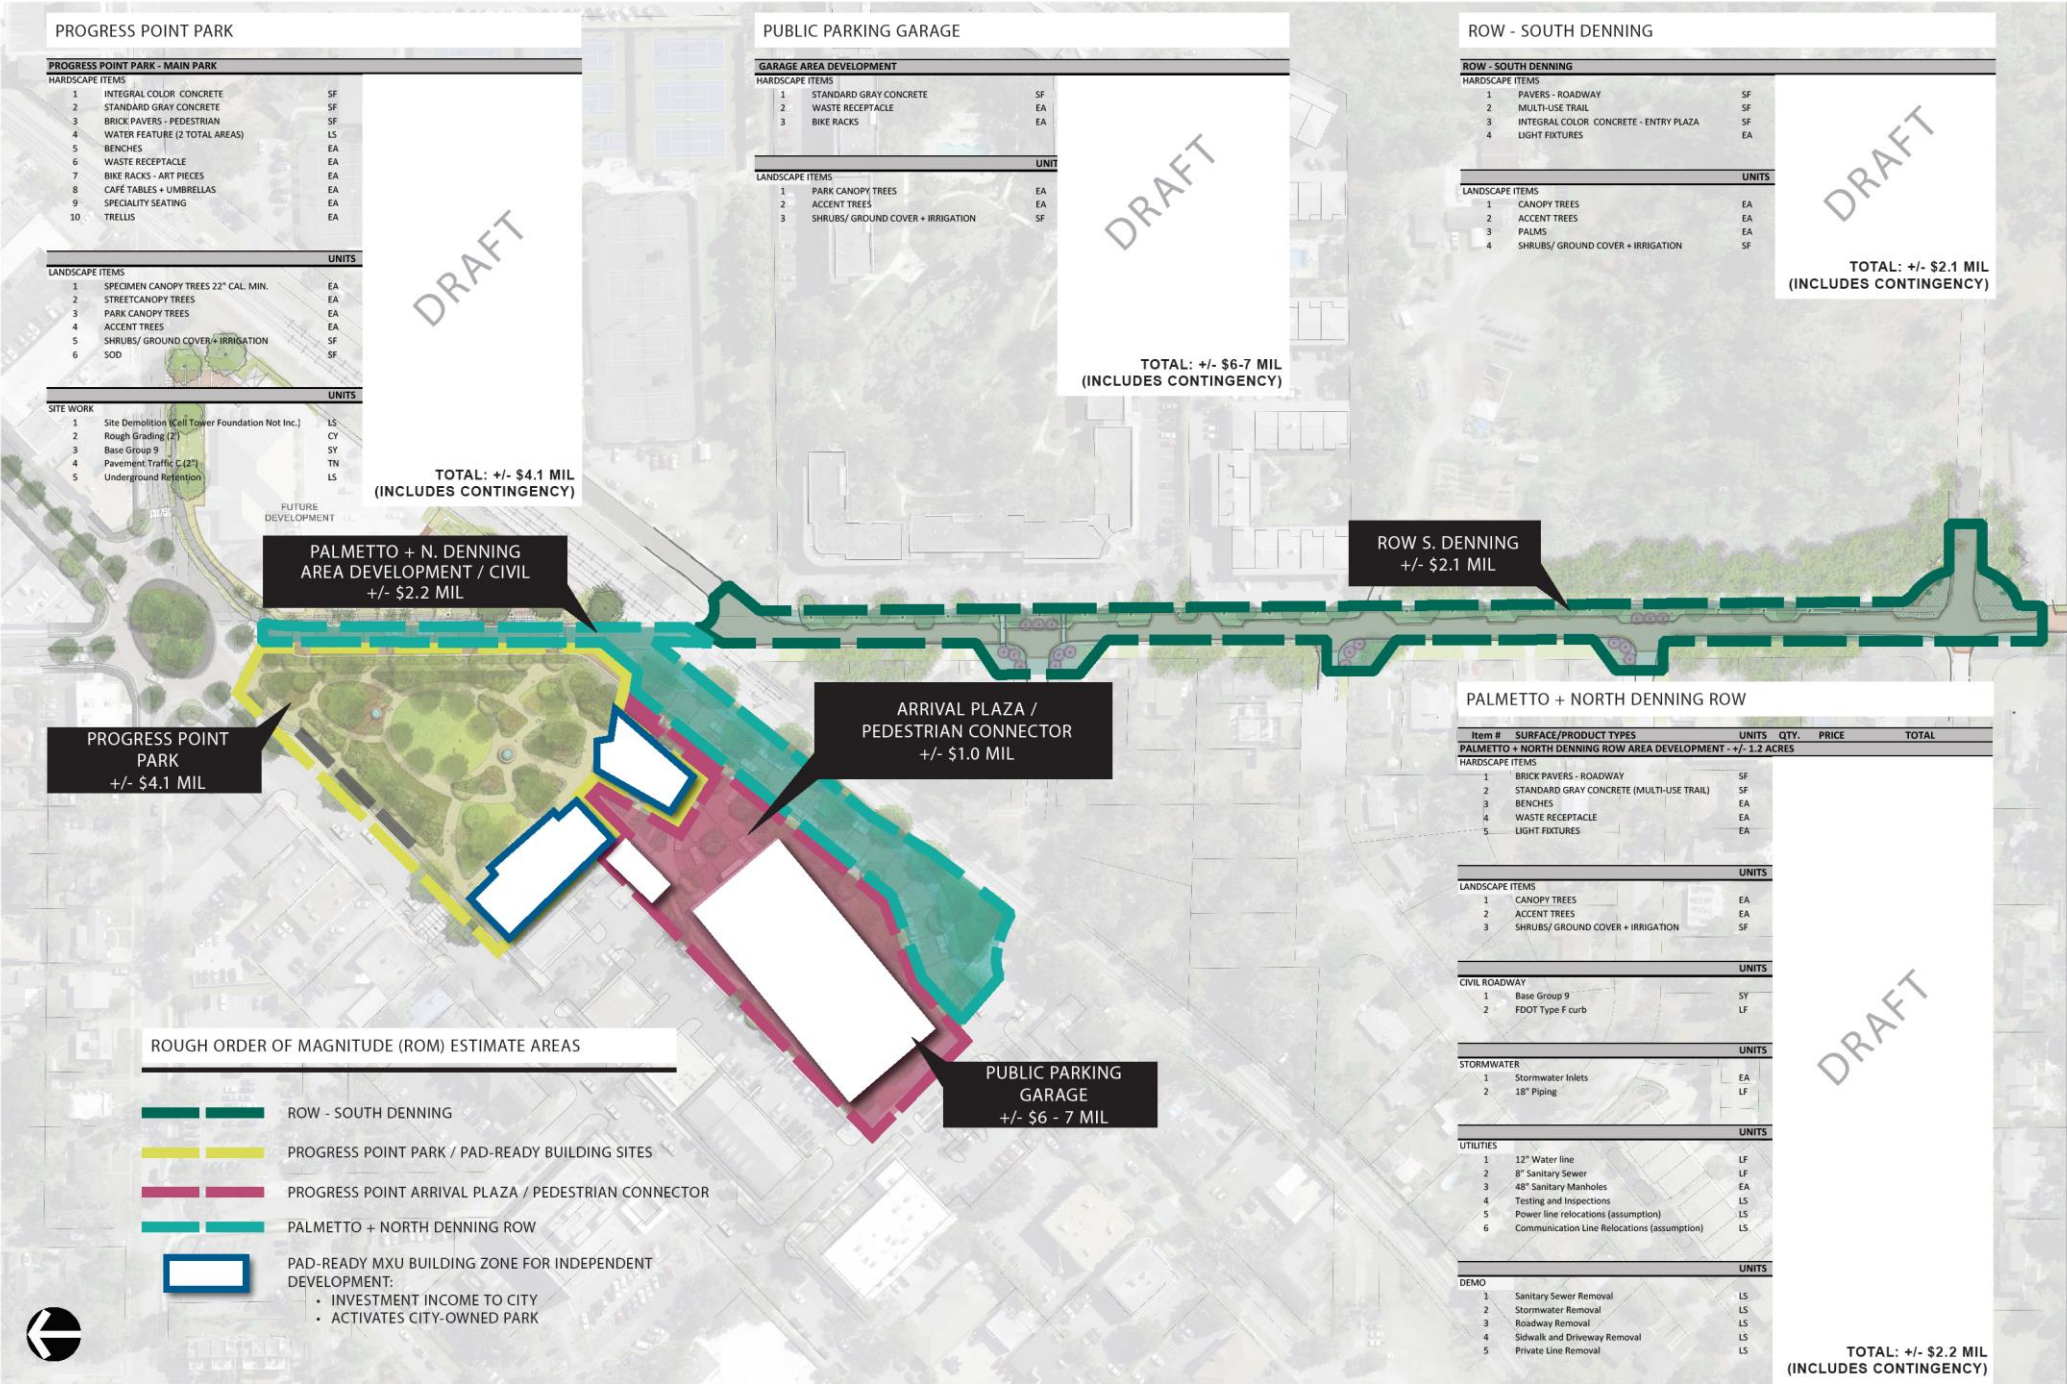 PROGRESS POINT PARK
PROGRESS POINT PARK - MAIN PARK
HARDSCAPE ITEMS
1 INTEGRAL COLOR CONCRETE SF
2 STANDARD GRAY CONCRETE SF
3 BRICK PAVERS - PEDESTRIAN SF
4 WATER FEATURE (2 TOTAL AREAS) LS
5 BENCHES EA
6 WASTE RECEPTACLE EA
7 BIKE RACKS - ART PIECES EA
8 CAFÉ TABLES + UMBRELLAS EA
9 SPECIALITY SEATING EA
10 TRELLIS EA
UNITS
LANDSCAPE ITEMS
1 SPECIMEN CANOPY TREES 22" CAL. MIN. EA
2 STREETCANOPY TREES EA
3 PARK CANOPY TREES EA
4 ACCENT TREES EA
5 SHRUBS/ GROUND COVER + IRRIGATION SF
6 SOD SF
UNITS
SITE WORK
1 Site Demolition (Cell Tower Foundation Not Inc.) LS
2 Rough Grading (2') CY
3 Base Group 9 SY
4 Pavement Traffic C (2") TN
5 Underground Retention LS
DRAFT
TOTAL: +/- $4.1 MIL
(INCLUDES CONTINGENCY)
PUBLIC PARKING GARAGE
GARAGE AREA DEVELOPMENT
HARDSCAPE ITEMS
1 STANDARD GRAY CONCRETE SF
2 WASTE RECEPTACLE EA
3 BIKE RACKS EA
UNIT
LANDSCAPE ITEMS
1 PARK CANOPY TREES EA
2 ACCENT TREES EA
3 SHRUBS/ GROUND COVER + IRRIGATION SF
DRAFT
TOTAL: +/- $6-7 MIL
(INCLUDES CONTINGENCY)
ROW - SOUTH DENNING
ROW - SOUTH DENNING
HARDSCAPE ITEMS
1 PAVERS - ROADWAY SF
2 MULTI-USE TRAIL SF
3 INTEGRAL COLOR CONCRETE - ENTRY PLAZA SF
4 LIGHT FIXTURES EA
UNITS
LANDSCAPE ITEMS
1 CANOPY TREES EA
2 ACCENT TREES EA
3 PALMS EA
4 SHRUBS/ GROUND COVER + IRRIGATION SF
DRAFT
TOTAL: +/- $2.1 MIL
(INCLUDES CONTINGENCY)
FUTURE
DEVELOPMENT
PALMETTO + N. DENNING
AREA DEVELOPMENT / CIVIL
+/- $2.2 MIL
ROW S. DENNING
+/- $2.1 MIL
ARRIVAL PLAZA /
PEDESTRIAN CONNECTOR
+/- $1.0 MIL
PROGRESS POINT
PARK
+/- $4.1 MIL
PUBLIC PARKING
GARAGE
+/- $6 - 7 MIL
PALMETTO + NORTH DENNING ROW
Item # SURFACE/PRODUCT TYPES UNITS QTY. PRICE TOTAL
PALMETTO + NORTH DENNING ROW AREA DEVELOPMENT - +/- 1.2 ACRES
HARDSCAPE ITEMS
1 BRICK PAVERS - ROADWAY SF
2 STANDARD GRAY CONCRETE (MULTI-USE TRAIL) SF
3 BENCHES EA
4 WASTE RECEPTACLE EA
5 LIGHT FIXTURES EA
UNITS
LANDSCAPE ITEMS
1 CANOPY TREES EA
2 ACCENT TREES EA
3 SHRUBS/ GROUND COVER + IRRIGATION SF
UNITS
CIVIL ROADWAY
1 Base Group 9 SY
2 FDOT Type F curb LF
UNITS
STORMWATER
1 Stormwater Inlets EA
2 18" Piping LF
UNITS
UTILITIES
1 12" Water line LF
2 8" Sanitary Sewer LF
3 48" Sanitary Manholes EA
4 Testing and Inspections LS
5 Power line relocations (assumption) LS
6 Communication Line Relocations (assumption) LS
UNITS
DEMO
1 Sanitary Sewer Removal LS
2 Stormwater Removal LS
3 Roadway Removal LS
4 Sidwalk and Driveway Removal LS
5 Private Line Removal LS
DRAFT
TOTAL: +/- $2.2 MIL
(INCLUDES CONTINGENCY)
ROUGH ORDER OF MAGNITUDE (ROM) ESTIMATE AREAS
ROW - SOUTH DENNING
PROGRESS POINT PARK / PAD-READY BUILDING SITES
PROGRESS POINT ARRIVAL PLAZA / PEDESTRIAN CONNECTOR
PALMETTO + NORTH DENNING ROW
PAD-READY MXU BUILDING ZONE FOR INDEPENDENT
DEVELOPMENT:
• INVESTMENT INCOME TO CITY
• ACTIVATES CITY-OWNED PARK